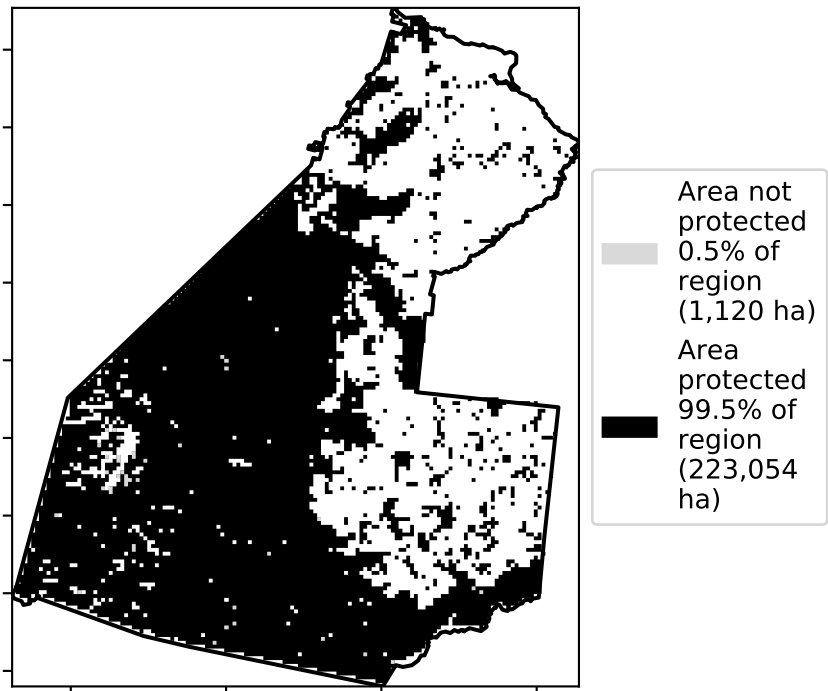 Area not
protected
0.5% of
region
(1,120 ha)
Area
protected
99.5% of
region
(223,054
ha)